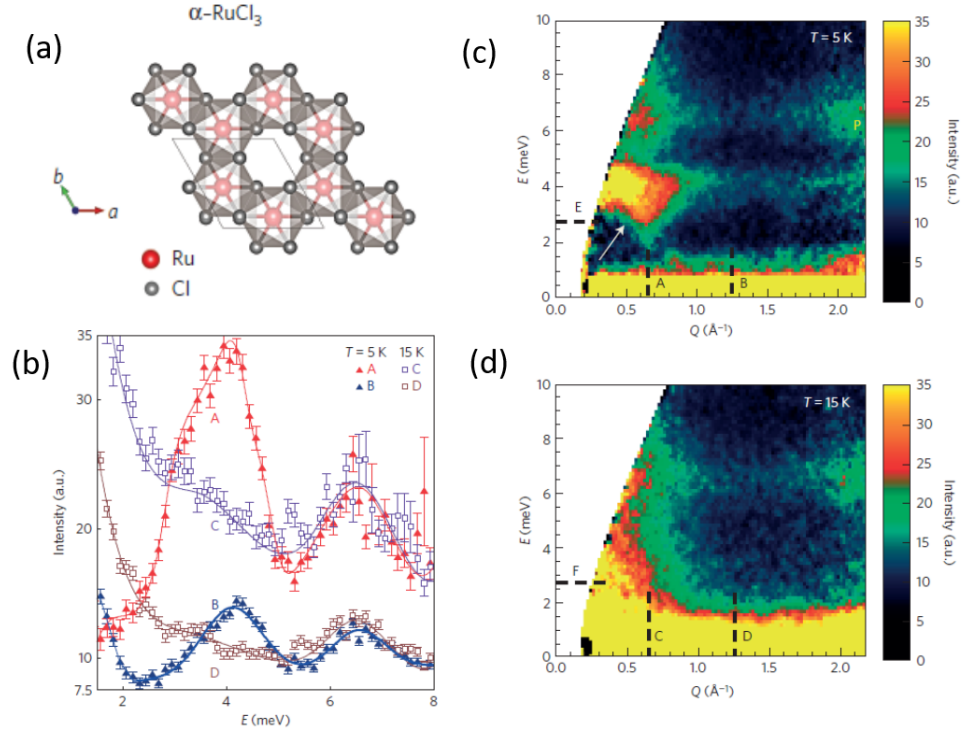 α-RuCl3
(a)
b
a
Ru
Cl
(b)
35
30
20
10
7.5
Intensity (a.u.)
2
4
6
8
E (meV)
T = 5 K 15 K
A C
B D
A
C
B
D
(c)
10
8
6
4
2
0
E (meV)
0
0.5
1.0
1.5
2.0
Q (Å⁻¹)
T = 5 K
P
E
A
B
35
30
25
20
15
10
5
0
Intensity (a.u.)
(d)
10
8
6
4
2
0
E (meV)
0
0.5
1.0
1.5
2.0
Q (Å⁻¹)
T = 15 K
F
C
D
35
30
25
20
15
10
5
0
Intensity (a.u.)